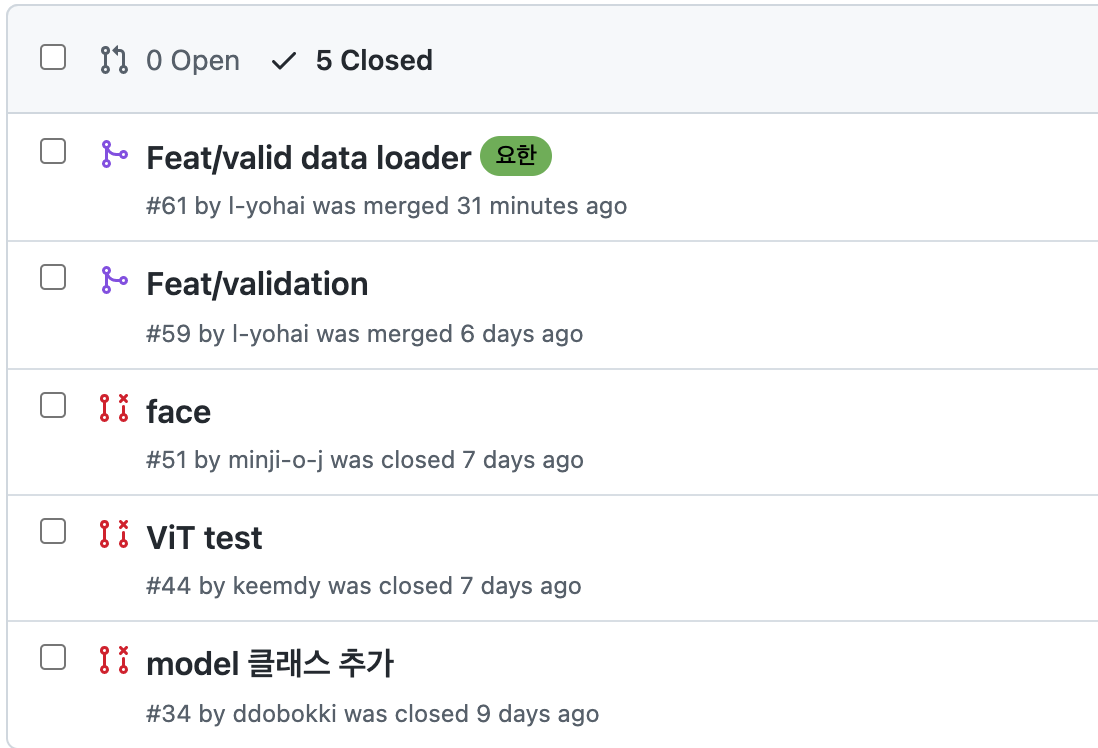 0 Open 5 Closed
Feat/valid data loader 요한
#61 by l-yohai was merged 31 minutes ago
Feat/validation
#59 by l-yohai was merged 6 days ago
face
#51 by minji-o-j was closed 7 days ago
ViT test
#44 by keemdy was closed 7 days ago
model 클래스 추가
#34 by ddobokki was closed 9 days ago